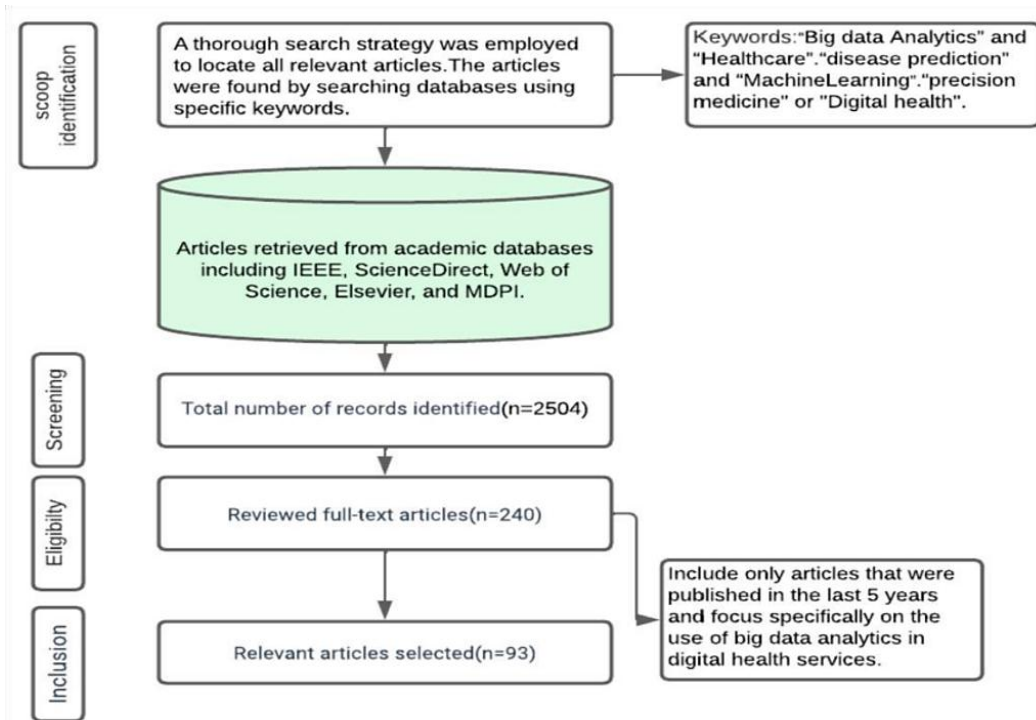 scoop
identification
A thorough search strategy was employed
to locate all relevant articles.The articles
were found by searching databases using
specific keywords.
Keywords:"Big data Analytics" and
"Healthcare"."disease prediction"
and "MachineLearning"."precision
medicine" or "Digital health".
Articles retrieved from academic databases
including IEEE, ScienceDirect, Web of
Science, Elsevier, and MDPI.
Screening
Total number of records identified(n=2504)
Eligibilty
Reviewed full-text articles(n=240)
Include only articles that were
published in the last 5 years
and focus specifically on the
use of big data analytics in
digital health services.
Inclusion
Relevant articles selected(n=93)